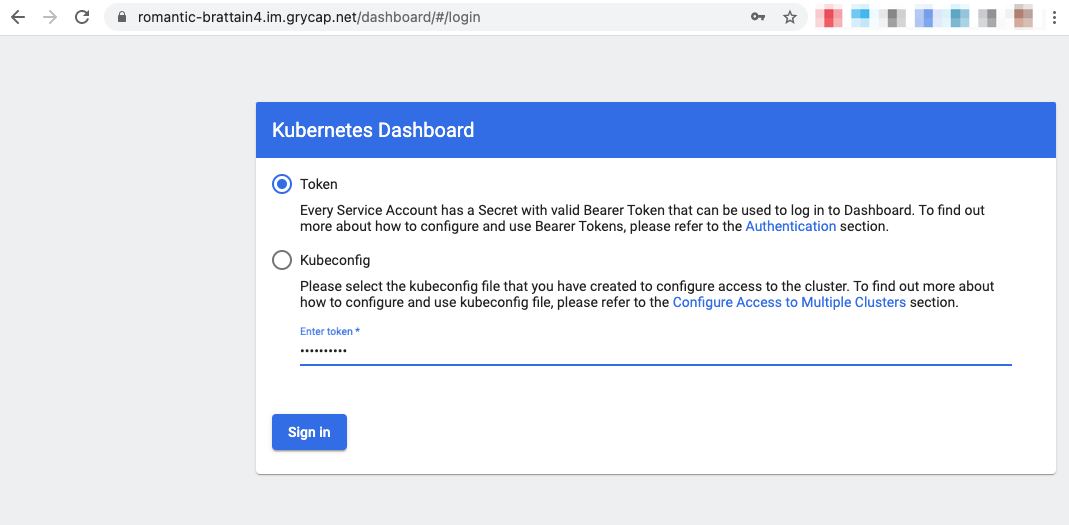 romantic-brattain4.im.grycap.net/dashboard/#/login
Kubernetes Dashboard
Token
Every Service Account has a Secret with valid Bearer Token that can be used to log in to Dashboard. To find out
more about how to configure and use Bearer Tokens, please refer to the Authentication section.
Kubeconfig
Please select the kubeconfig file that you have created to configure access to the cluster. To find out more about
how to configure and use kubeconfig file, please refer to the Configure Access to Multiple Clusters section.
Enter token *
••••••••••
Sign in